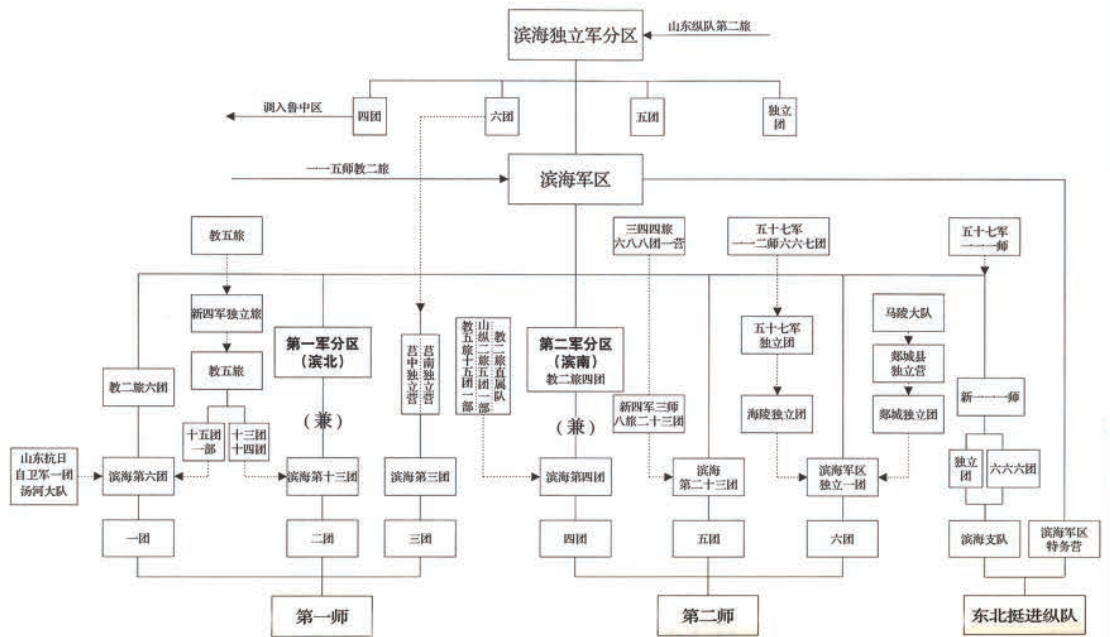 滨海独立军分区
山东纵队第二旅
调入鲁中区
四团
六团
五团
独立
团
一一五师教二旅
滨海军区
教五旅
三四四旅
六八八团一营
五十七军
一一二师六六七团
五十七军
一一一师
新四军独立旅
教五旅
第一军分区
（滨北）
莒中独立营
莒南独立营
教五旅十五团一部
山纵二旅五团一部
教二旅直属队
第二军分区
（滨南）
教二旅四团
五十七军
独立团
马陵大队
郯城县
独立营
教二旅六团
（兼）
（兼）
新四军三师
八旅二十三团
海陵独立团
郯城独立团
新一一一师
十五团
一部
十三团
十四团
山东抗日
自卫军一团
汤河大队
滨海第六团
滨海第十三团
滨海第三团
滨海第四团
滨海
第二十三团
滨海军区
独立一团
独立
团
六六六团
一团
二团
三团
四团
五团
六团
滨海支队
滨海军区
特务营
第一师
第二师
东北挺进纵队